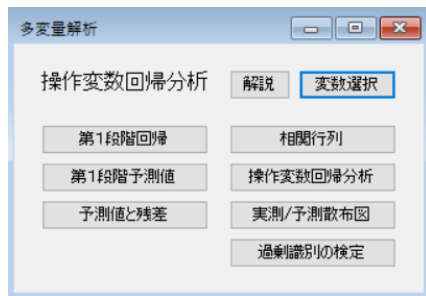 多変量解析
操作変数回帰分析 解説 変数選択
第1段階回帰 相関行列
第1段階予測値 操作変数回帰分析
予測値と残差 実測/予測散布図
過剰識別の検定